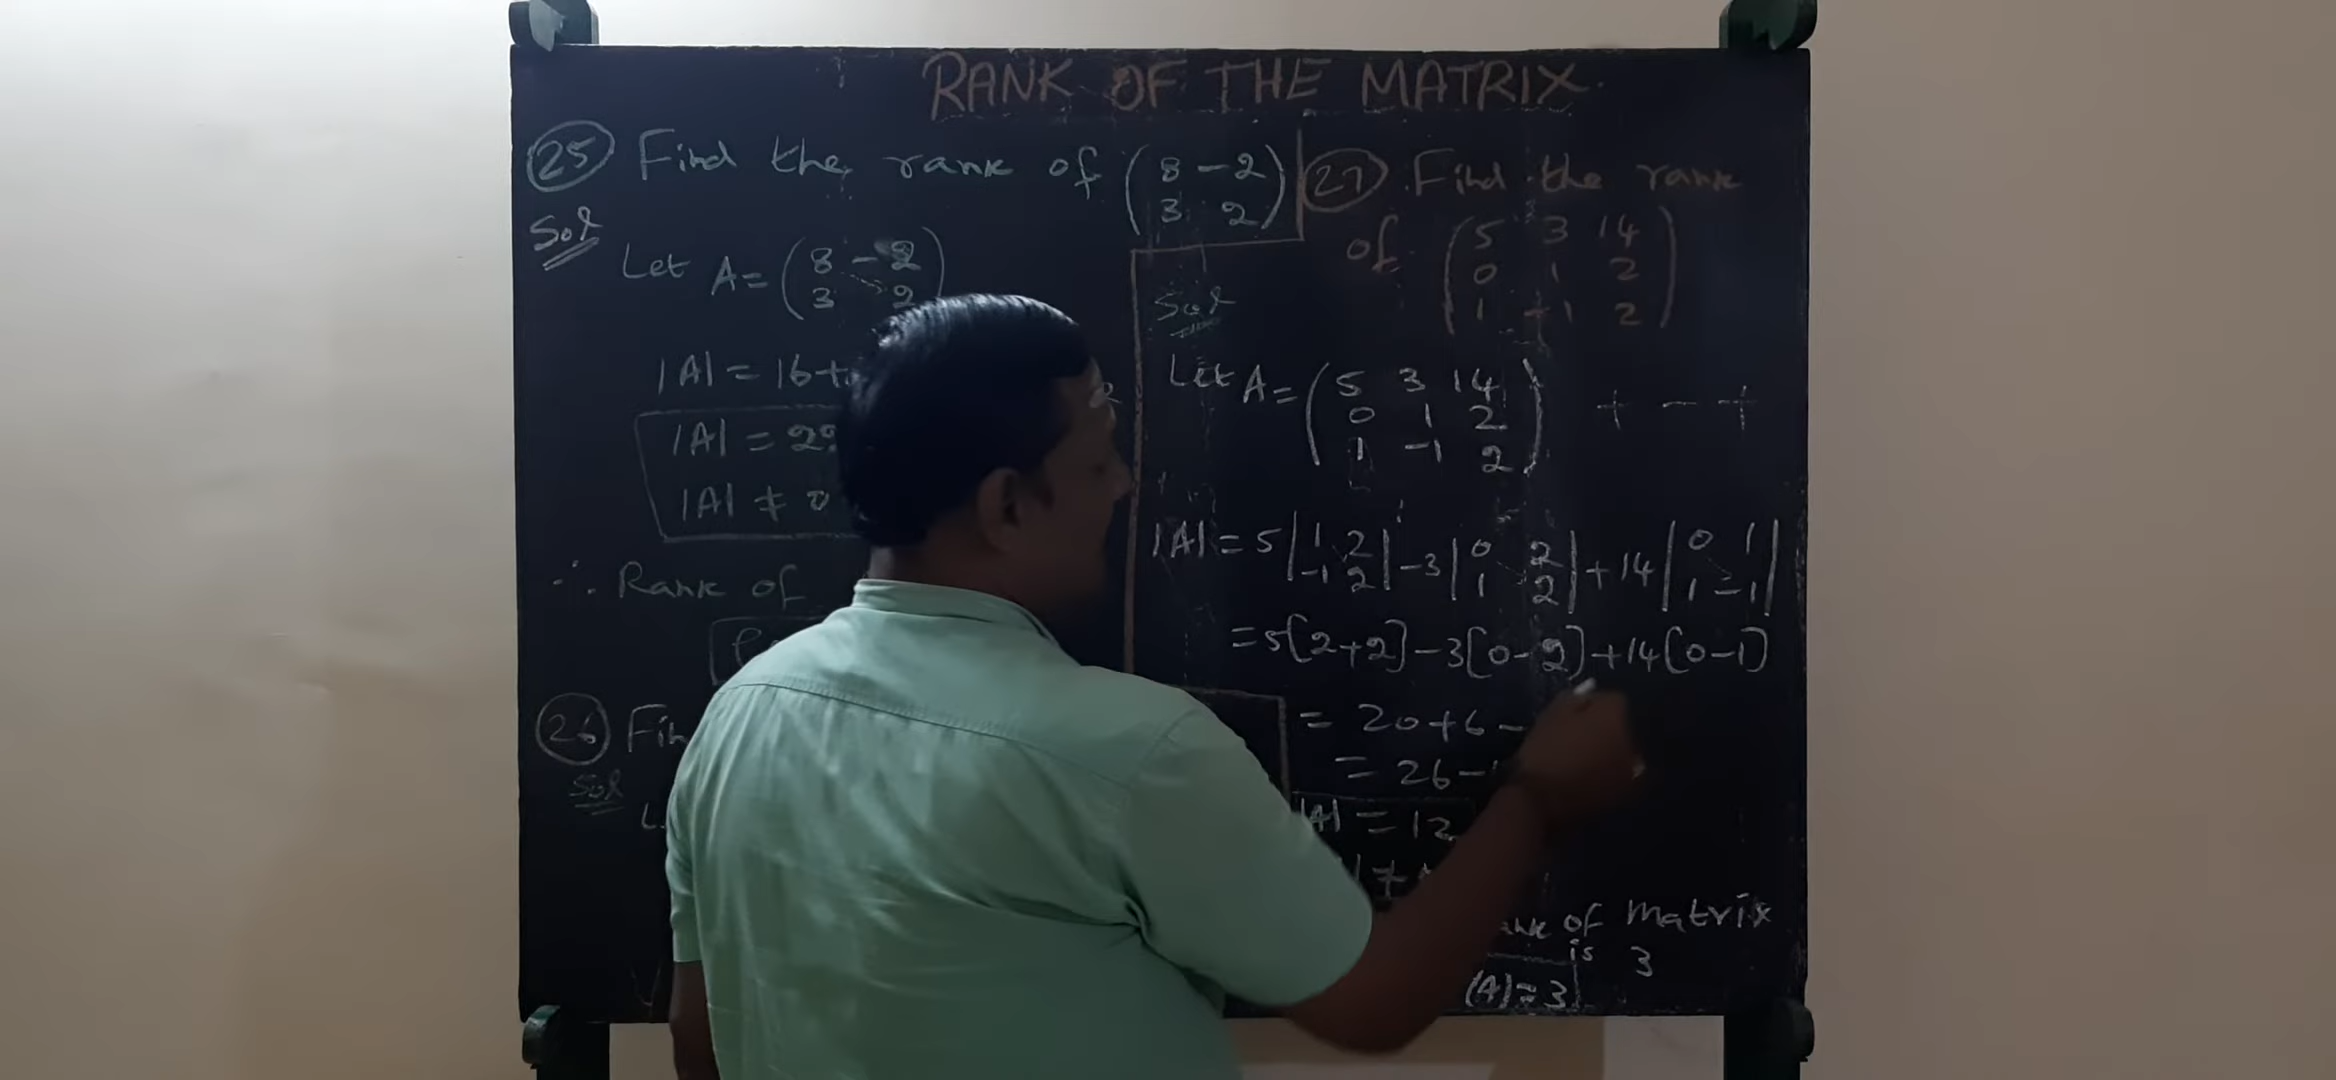 RANK OF THE MATRIX
25 Find the rank of ( 8 -2
3 2 )
Sol
Let A = ( 8 -2
3 2 )
|A| = 16+
|A| = 22
|A| ≠ 0
∴ Rank of
26
Sol
27 Find the rank
of ( 5 3 14
0 1 2
1 -1 2 )
Sol
Let A = ( 5 3 14
0 1 2
1 -1 2 )
+ - +
|A| = 5 | 1 2
-1 2 | -3 | 0 2
1 2 | +14 | 0 1
1 -1 |
= 5[2+2] -3[0-2] +14[0-1]
= 20+6-
= 26-
|A| = 12
≠
of matrix
is 3
(A) = 3